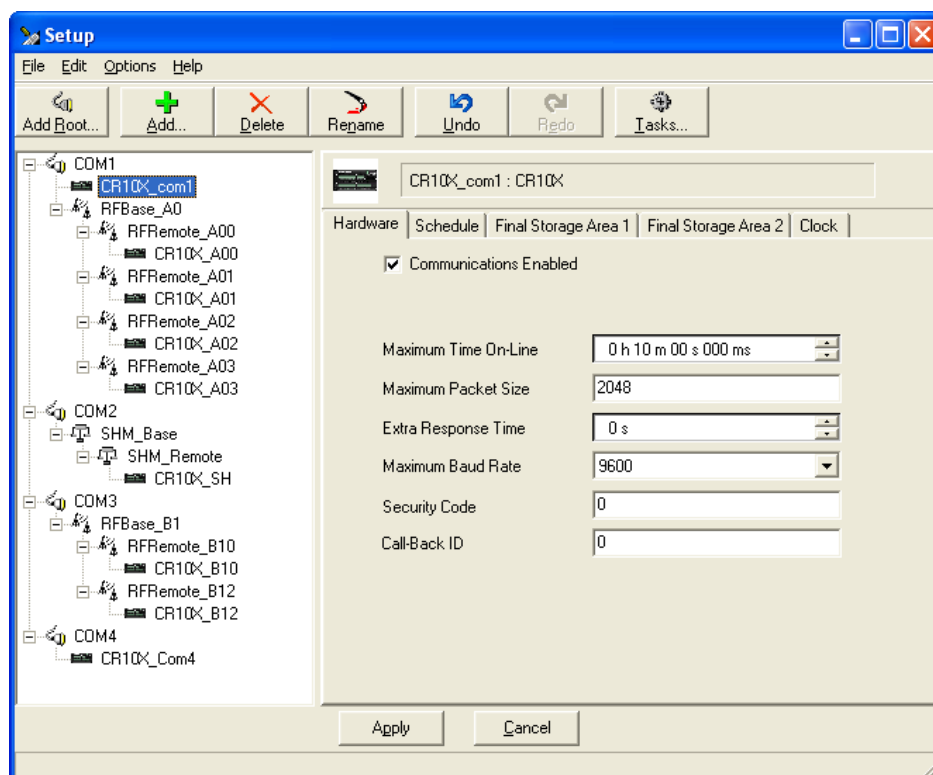 Setup
File Edit Options Help
Add Root... Add... Delete Rename Undo Redo Tasks...
COM1
CR10X_com1
RFBase_A0
RFRemote_A00
CR10X_A00
RFRemote_A01
CR10X_A01
RFRemote_A02
CR10X_A02
RFRemote_A03
CR10X_A03
COM2
SHM_Base
SHM_Remote
CR10X_SH
COM3
RFBase_B1
RFRemote_B10
CR10X_B10
RFRemote_B12
CR10X_B12
COM4
CR10X_Com4
CR10X_com1 : CR10X
Hardware Schedule Final Storage Area 1 Final Storage Area 2 Clock
Communications Enabled
Maximum Time On-Line 0 h 10 m 00 s 000 ms
Maximum Packet Size 2048
Extra Response Time 0 s
Maximum Baud Rate 9600
Security Code 0
Call-Back ID 0
Apply Cancel